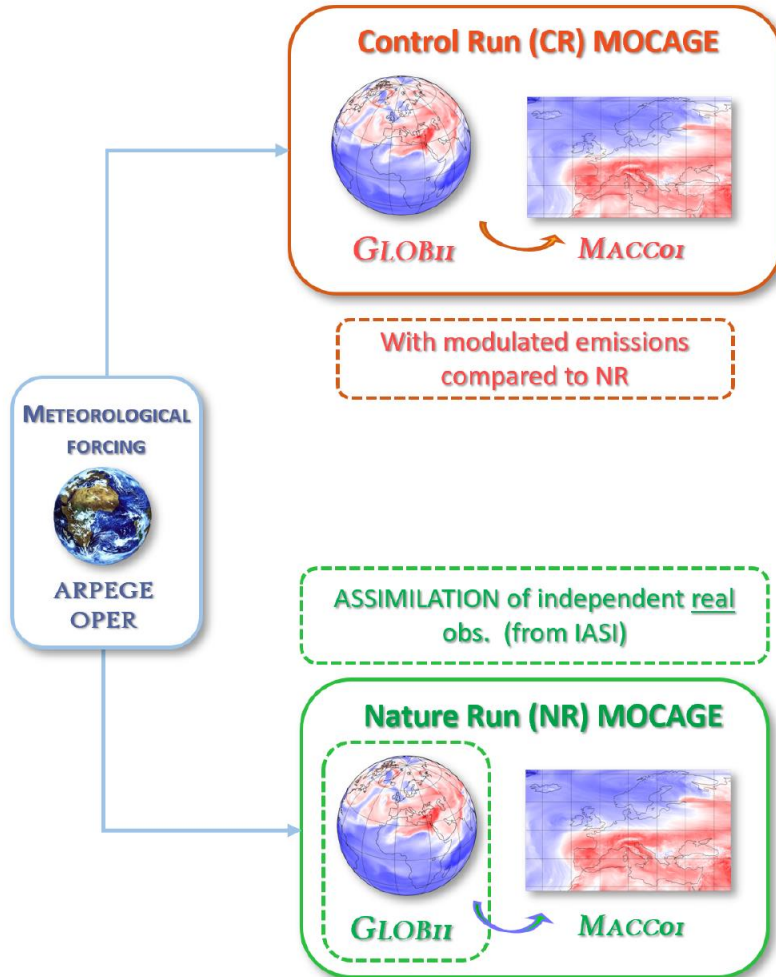 Control Run (CR) MOCAGE
GLOB11
MACC01
With modulated emissions
compared to NR
METEOROLOGICAL
FORCING
ARPEGE
OPER
ASSIMILATION of independent real
obs. (from IASI)
Nature Run (NR) MOCAGE
GLOB11
MACC01